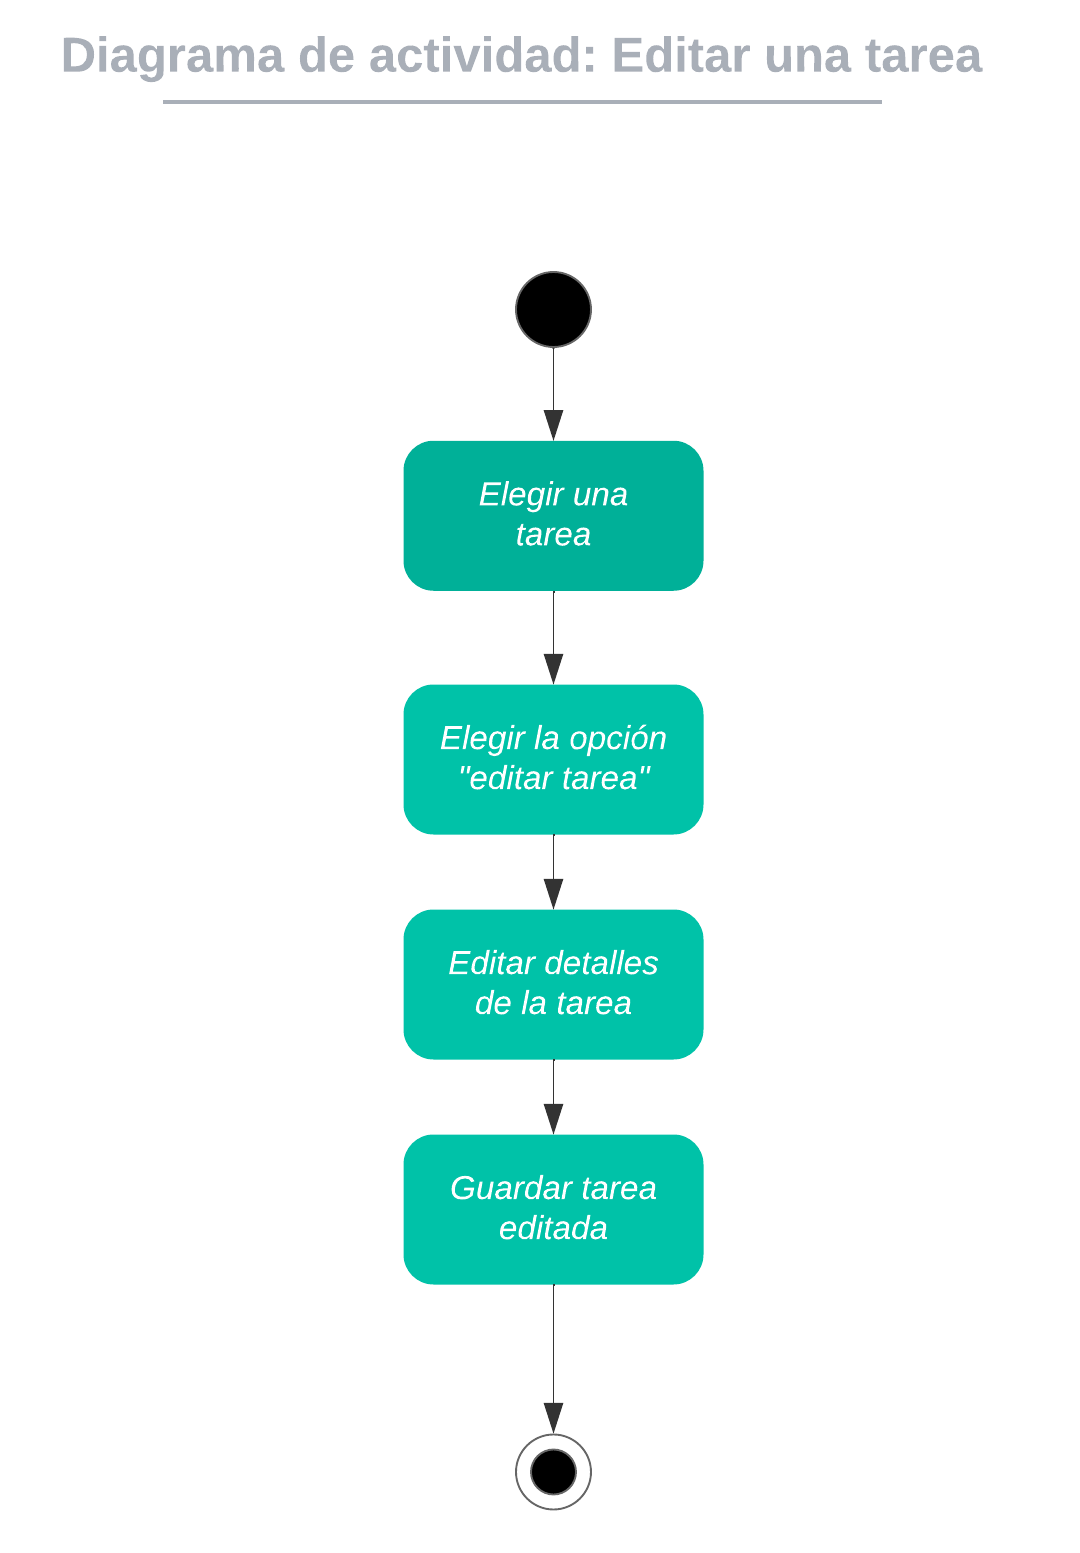 Diagrama de actividad: Editar una tarea
Elegir una
tarea
Elegir la opción
"editar tarea"
Editar detalles
de la tarea
Guardar tarea
editada